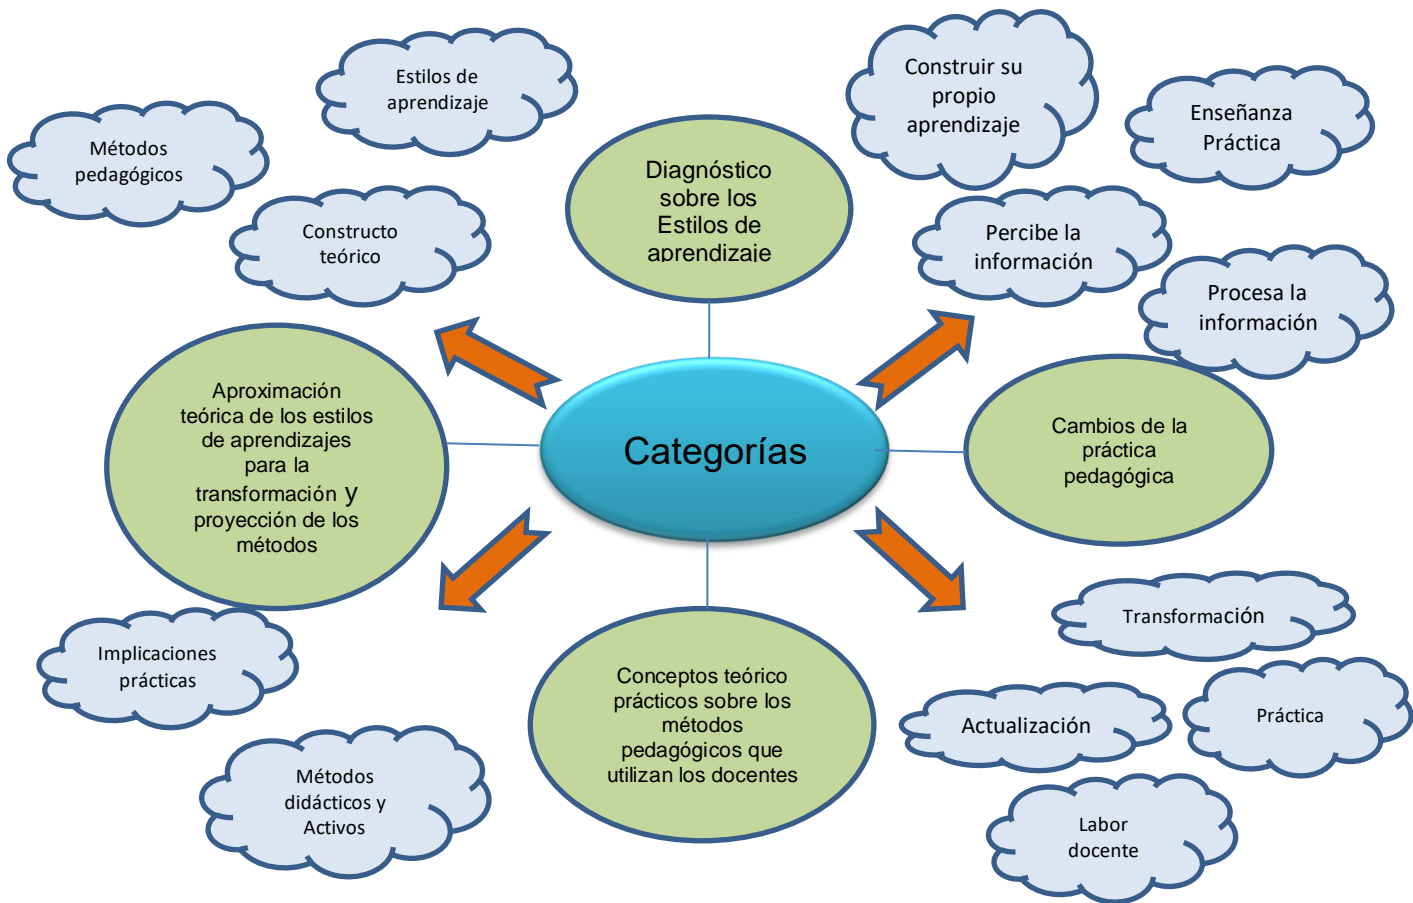 Estilos de
aprendizaje
Construir su
propio
aprendizaje
Enseñanza
Práctica
Métodos
pedagógicos
Diagnóstico
sobre los
Estilos de
aprendizaje
Constructo
teórico
Percibe la
información
Procesa la
información
Aproximación
teórica de los estilos
de aprendizajes
para la
transformación y
proyección de los
métodos
Categorías
Cambios de la
práctica
pedagógica
Transformación
Implicaciones
prácticas
Conceptos teórico
prácticos sobre los
métodos
pedagógicos que
utilizan los docentes
Actualización
Práctica
Métodos
didácticos y
Activos
Labor
docente